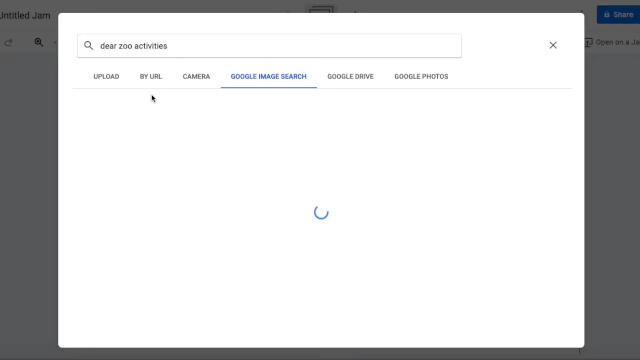 Untitled Jam
Share
dear zoo activities
Open on a Ja
UPLOAD
BY URL
CAMERA
GOOGLE IMAGE SEARCH
GOOGLE DRIVE
GOOGLE PHOTOS